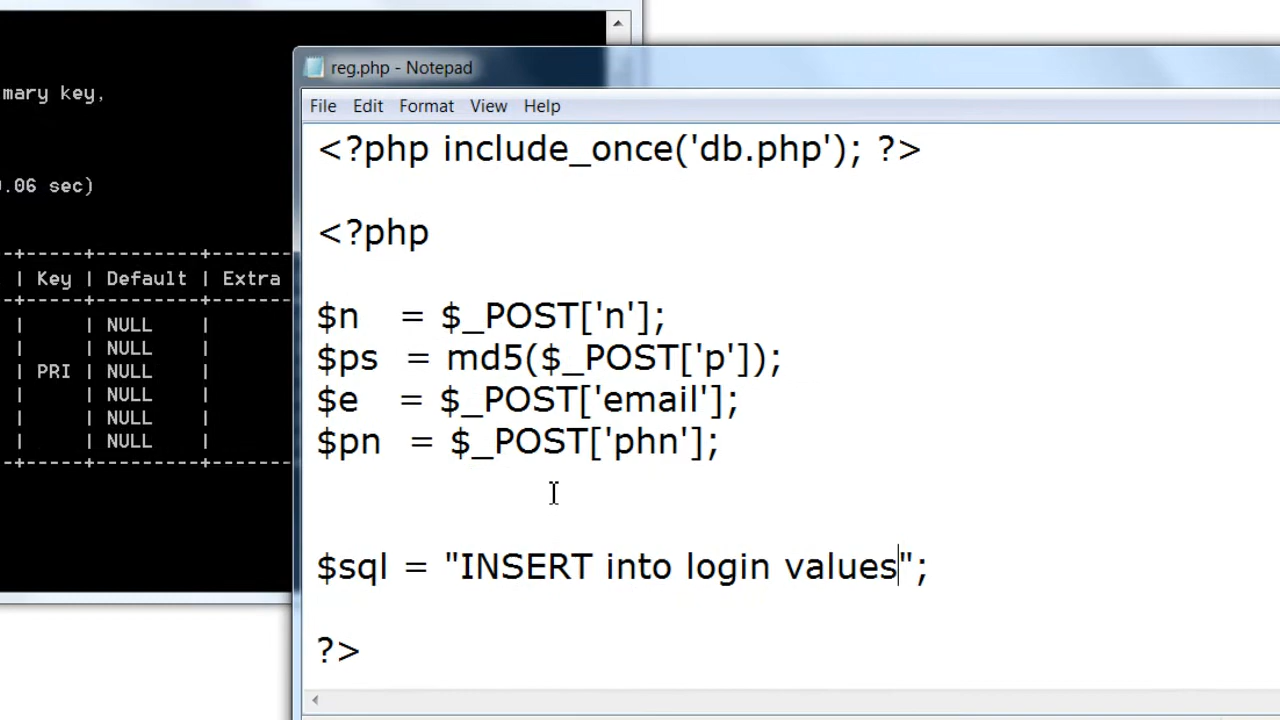 mary key,
.06 sec)
-+-----+---------+-------
| Key | Default | Extra
-+-----+---------+-------
| | NULL |
| | NULL |
| PRI | NULL |
| | NULL |
| | NULL |
| | NULL |
-+-----+---------+-------
reg.php - Notepad
File Edit Format View Help
<?php include_once('db.php'); ?>
<?php
$n = $_POST['n'];
$ps = md5($_POST['p']);
$e = $_POST['email'];
$pn = $_POST['phn'];
$sql = "INSERT into login values";
?>